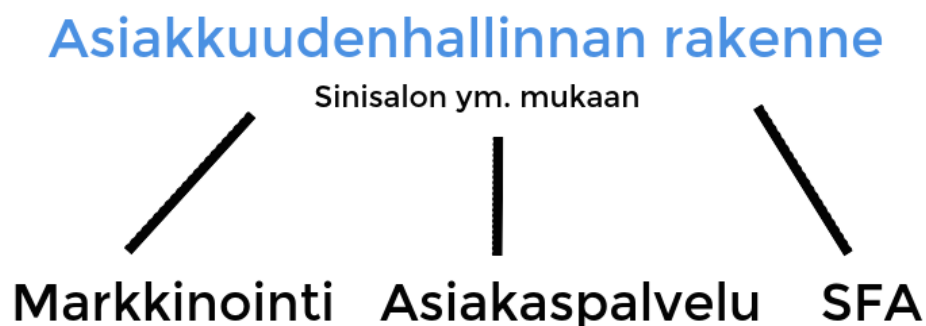 Asiakkuudenhallinnan rakenne
Sinisalon ym. mukaan
Markkinointi Asiakaspalvelu SFA